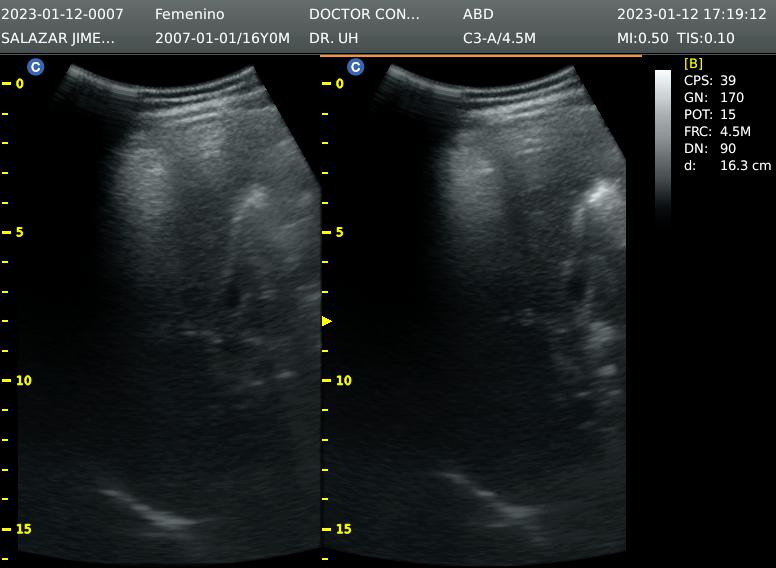 2023-01-12-0007 Femenino DOCTOR CON... ABD 2023-01-12 17:19:12
SALAZAR JIME... 2007-01-01/16Y0M DR. UH C3-A/4.5M MI:0.50 TIS:0.10
C C [B]
0 0 CPS: 39
GN: 170
POT: 15
FRC: 4.5M
DN: 90
d: 16.3 cm
5 5
10 10
15 15